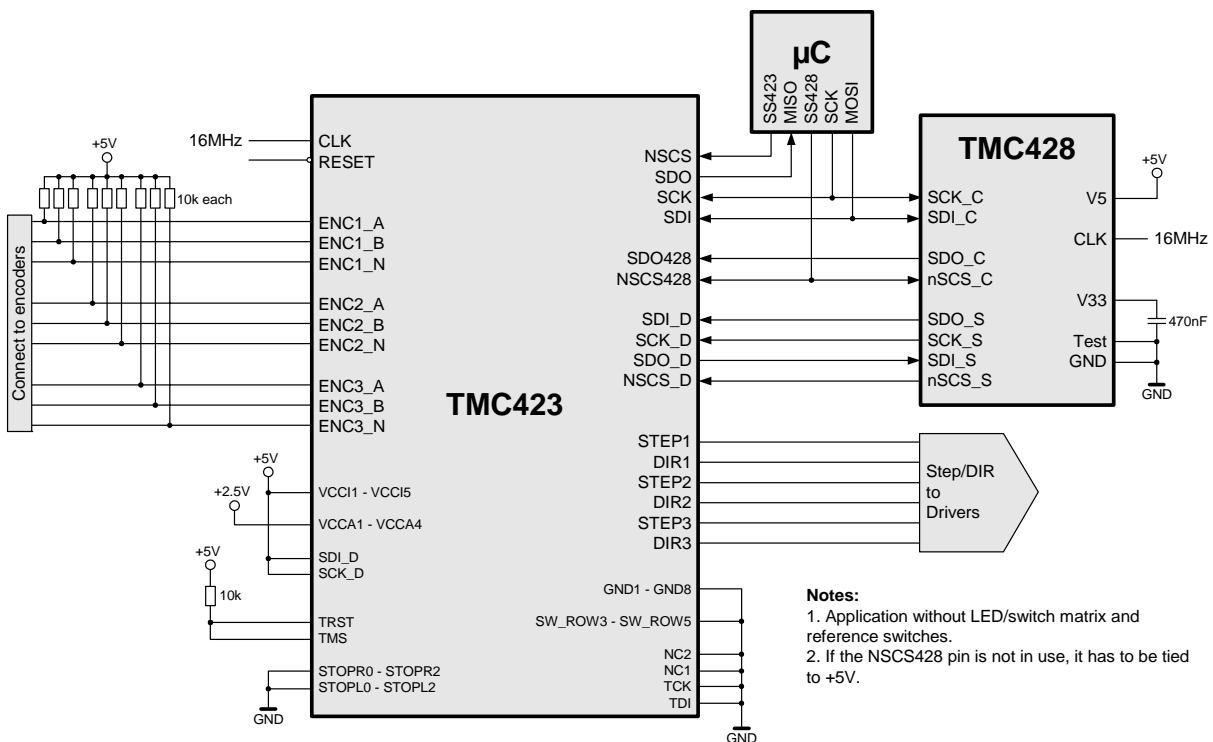 µC
SS423
MISO
SS428
SCK
MOSI
TMC428
+5V
SCK_C
SDI_C
SDO_C
nSCS_C
SDO_S
SCK_S
SDI_S
nSCS_S
V5
CLK
16MHz
V33
470nF
Test
GND
GND
16MHz
CLK
RESET
+5V
10k each
Connect to encoders
ENC1_A
ENC1_B
ENC1_N
ENC2_A
ENC2_B
ENC2_N
ENC3_A
ENC3_B
ENC3_N
TMC423
NSCS
SDO
SCK
SDI
SDO428
NSCS428
SDI_D
SCK_D
SDO_D
NSCS_D
STEP1
DIR1
STEP2
DIR2
STEP3
DIR3
Step/DIR
to
Drivers
+5V
VCCI1 - VCCI5
+2.5V
VCCA1 - VCCA4
SDI_D
SCK_D
+5V
10k
TRST
TMS
STOPR0 - STOPR2
STOPL0 - STOPL2
GND
GND1 - GND8
SW_ROW3 - SW_ROW5
NC2
NC1
TCK
TDI
GND
Notes:
1. Application without LED/switch matrix and
reference switches.
2. If the NSCS428 pin is not in use, it has to be tied
to +5V.